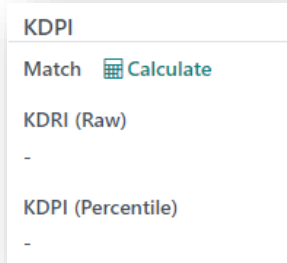 KDPI
Match Calculate
KDRI (Raw)
-
KDPI (Percentile)
-